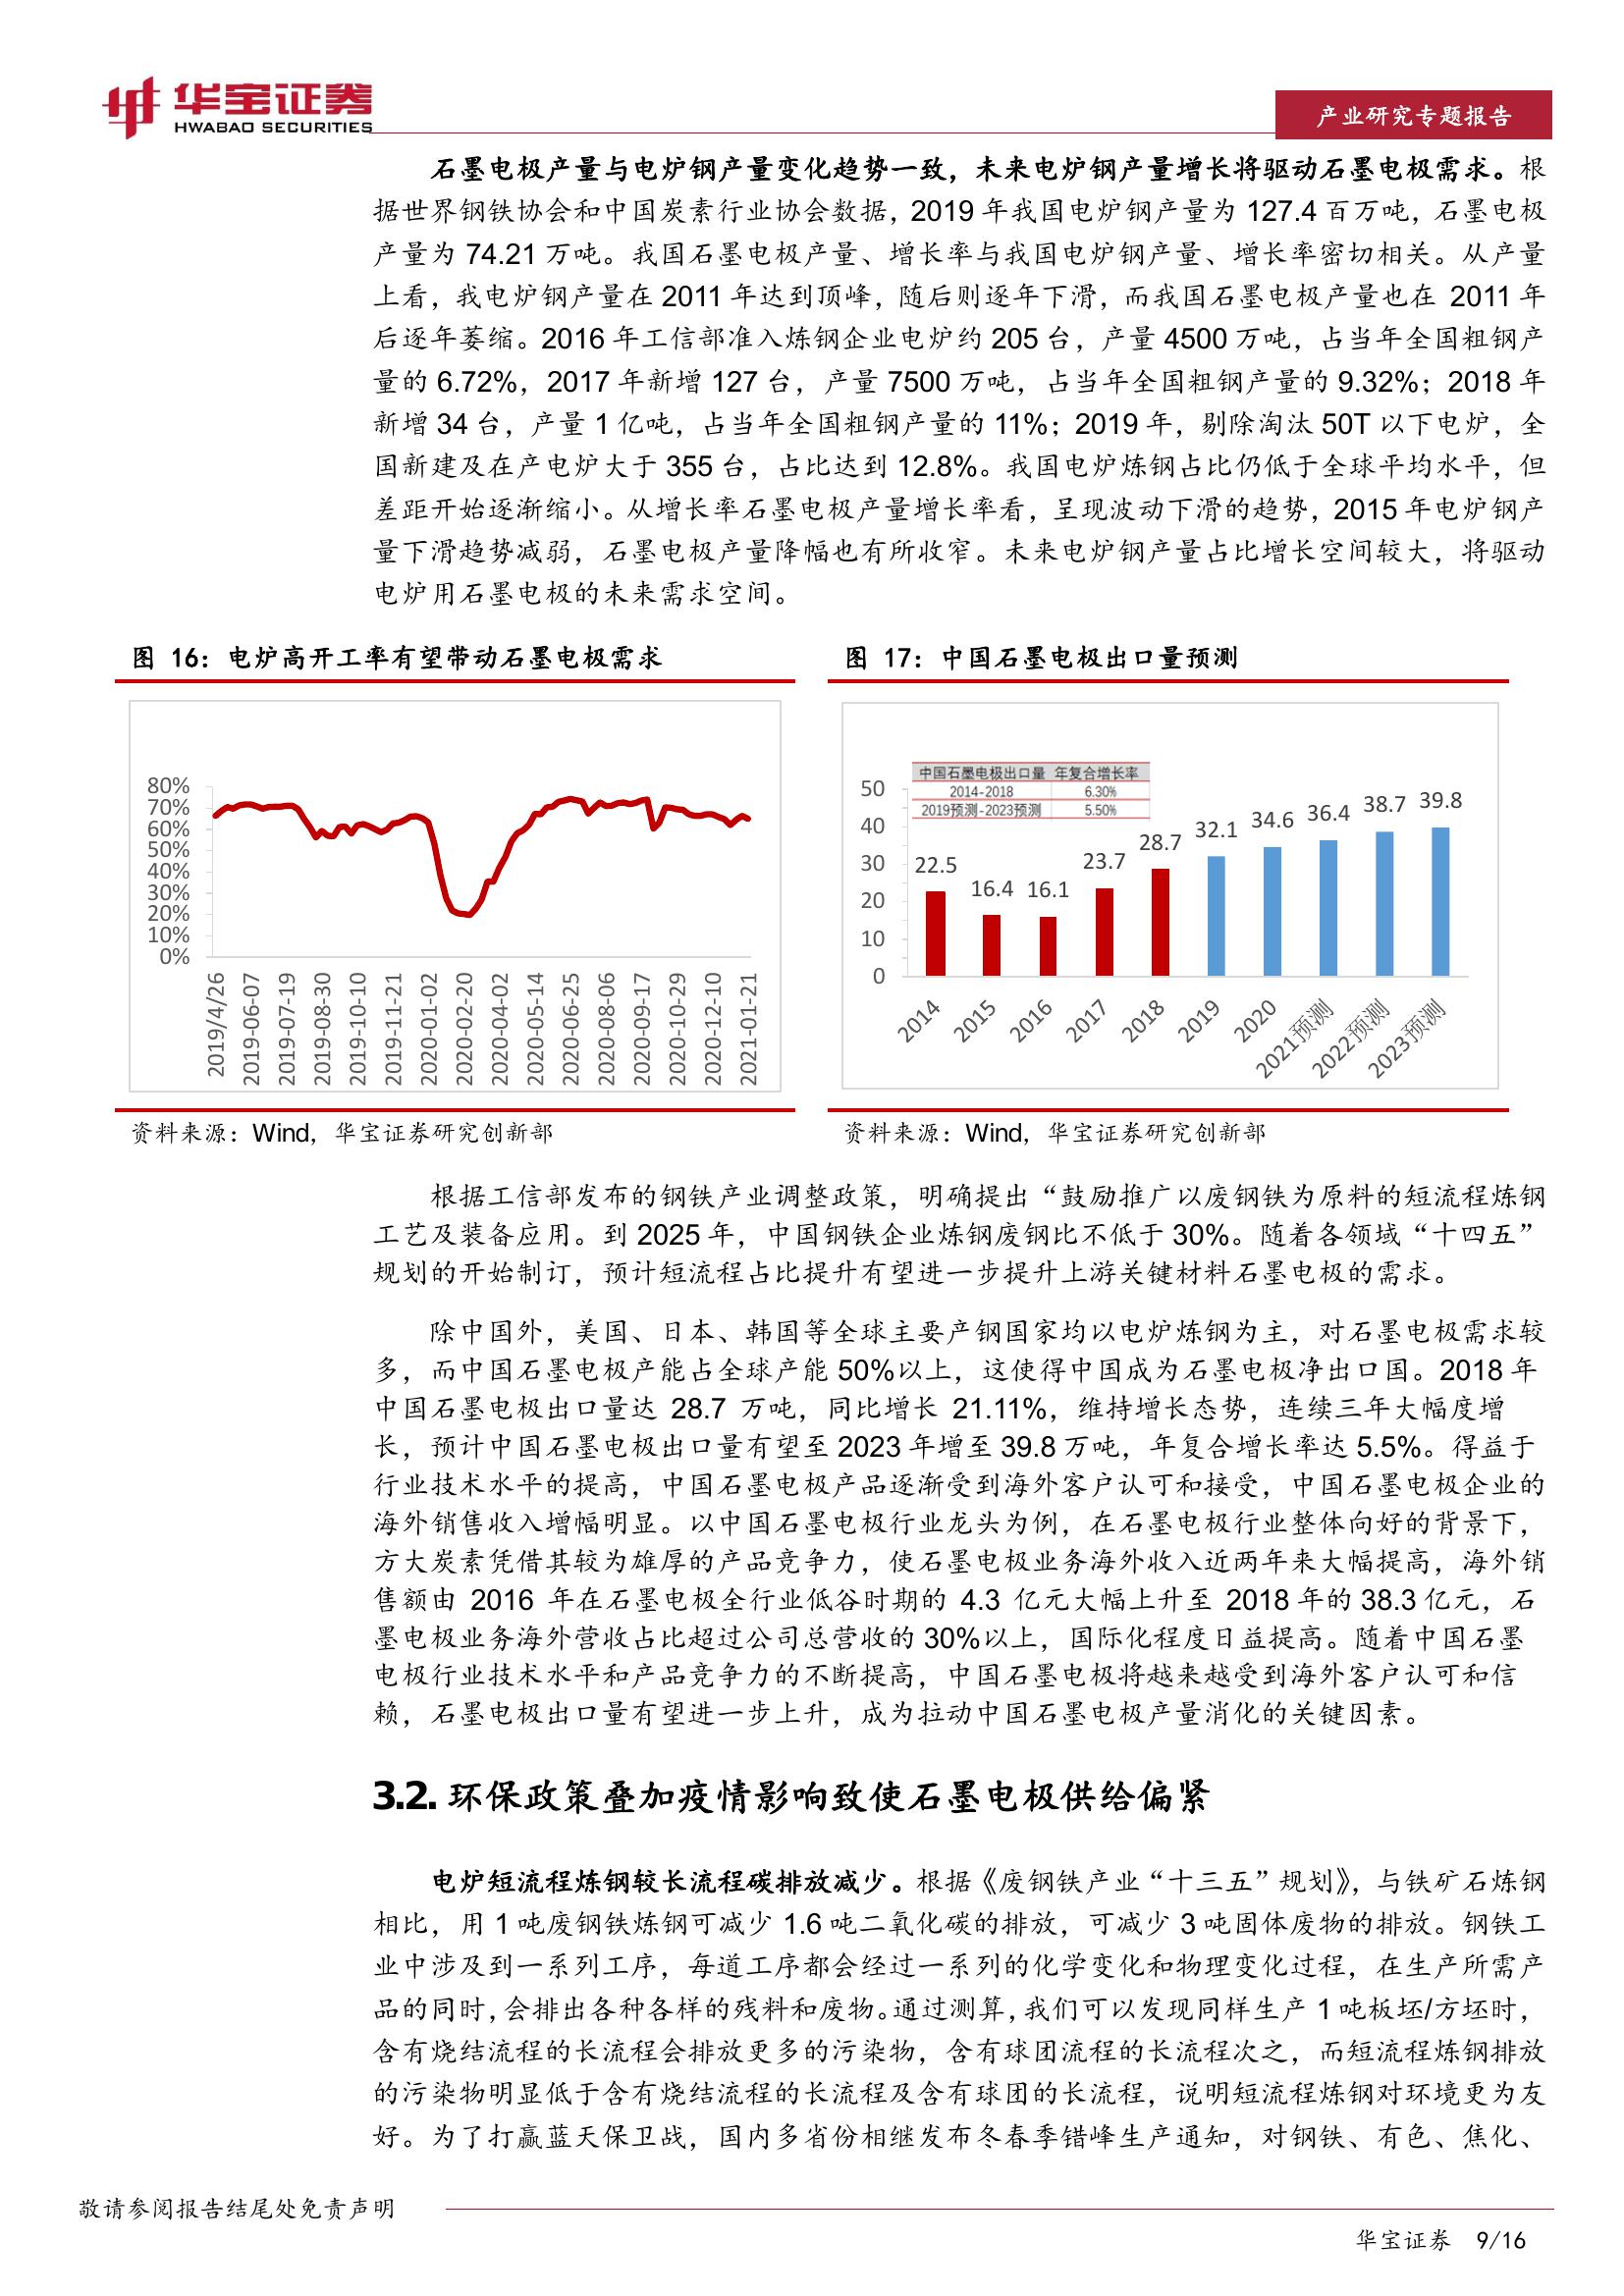 华宝证券
HWABAO SECURITIES
产业研究专题报告
石墨电极产量与电炉钢产量变化趋势一致，未来电炉钢产量增长将驱动石墨电极需求。根
据世界钢铁协会和中国炭素行业协会数据，2019 年我国电炉钢产量为 127.4 百万吨，石墨电极
产量为 74.21 万吨。我国石墨电极产量、增长率与我国电炉钢产量、增长率密切相关。从产量
上看，我电炉钢产量在 2011 年达到顶峰，随后则逐年下滑，而我国石墨电极产量也在 2011 年
后逐年萎缩。2016 年工信部准入炼钢企业电炉约 205 台，产量 4500 万吨，占当年全国粗钢产
量的 6.72%，2017 年新增 127 台，产量 7500 万吨，占当年全国粗钢产量的 9.32%；2018 年
新增 34 台，产量 1 亿吨，占当年全国粗钢产量的 11%；2019 年，剔除淘汰 50T 以下电炉，全
国新建及在产电炉大于 355 台，占比达到 12.8%。我国电炉炼钢占比仍低于全球平均水平，但
差距开始逐渐缩小。从增长率石墨电极产量增长率看，呈现波动下滑的趋势，2015 年电炉钢产
量下滑趋势减弱，石墨电极产量降幅也有所收窄。未来电炉钢产量占比增长空间较大，将驱动
电炉用石墨电极的未来需求空间。
图 16：电炉高开工率有望带动石墨电极需求
80%
70%
60%
50%
40%
30%
20%
10%
0%
2019/4/26
2019-06-07
2019-07-19
2019-08-30
2019-10-10
2019-11-21
2020-01-02
2020-02-20
2020-04-02
2020-05-14
2020-06-25
2020-08-06
2020-09-17
2020-10-29
2020-12-10
2021-01-21
资料来源：Wind，华宝证券研究创新部
图 17：中国石墨电极出口量预测
中国石墨电极出口量 年复合增长率
2014-2018 6.30%
2019预测-2023预测 5.50%
50
40
30
20
10
0
22.5
16.4
16.1
23.7
28.7
32.1
34.6
36.4
38.7
39.8
2014
2015
2016
2017
2018
2019
2020
2021预测
2022预测
2023预测
资料来源：Wind，华宝证券研究创新部
根据工信部发布的钢铁产业调整政策，明确提出“鼓励推广以废钢铁为原料的短流程炼钢
工艺及装备应用。到 2025 年，中国钢铁企业炼钢废钢比不低于 30%。随着各领域“十四五”
规划的开始制订，预计短流程占比提升有望进一步提升上游关键材料石墨电极的需求。
除中国外，美国、日本、韩国等全球主要产钢国家均以电炉炼钢为主，对石墨电极需求较
多，而中国石墨电极产能占全球产能 50%以上，这使得中国成为石墨电极净出口国。2018 年
中国石墨电极出口量达 28.7 万吨，同比增长 21.11%，维持增长态势，连续三年大幅度增
长，预计中国石墨电极出口量有望至 2023 年增至 39.8 万吨，年复合增长率达 5.5%。得益于
行业技术水平的提高，中国石墨电极产品逐渐受到海外客户认可和接受，中国石墨电极企业的
海外销售收入增幅明显。以中国石墨电极行业龙头为例，在石墨电极行业整体向好的背景下，
方大炭素凭借其较为雄厚的产品竞争力，使石墨电极业务海外收入近两年来大幅提高，海外销
售额由 2016 年在石墨电极全行业低谷时期的 4.3 亿元大幅上升至 2018 年的 38.3 亿元，石
墨电极业务海外营收占比超过公司总营收的 30%以上，国际化程度日益提高。随着中国石墨
电极行业技术水平和产品竞争力的不断提高，中国石墨电极将越来越受到海外客户认可和信
赖，石墨电极出口量有望进一步上升，成为拉动中国石墨电极产量消化的关键因素。
3.2. 环保政策叠加疫情影响致使石墨电极供给偏紧
电炉短流程炼钢较长流程碳排放减少。根据《废钢铁产业“十三五”规划》，与铁矿石炼钢
相比，用 1 吨废钢铁炼钢可减少 1.6 吨二氧化碳的排放，可减少 3 吨固体废物的排放。钢铁工
业中涉及到一系列工序，每道工序都会经过一系列的化学变化和物理变化过程，在生产所需产
品的同时，会排出各种各样的残料和废物。通过测算，我们可以发现同样生产 1 吨板坯/方坯时，
含有烧结流程的长流程会排放更多的污染物，含有球团流程的长流程次之，而短流程炼钢排放
的污染物明显低于含有烧结流程的长流程及含有球团的长流程，说明短流程炼钢对环境更为友
好。为了打赢蓝天保卫战，国内多省份相继发布冬春季错峰生产通知，对钢铁、有色、焦化、
敬请参阅报告结尾处免责声明
华宝证券 9/16